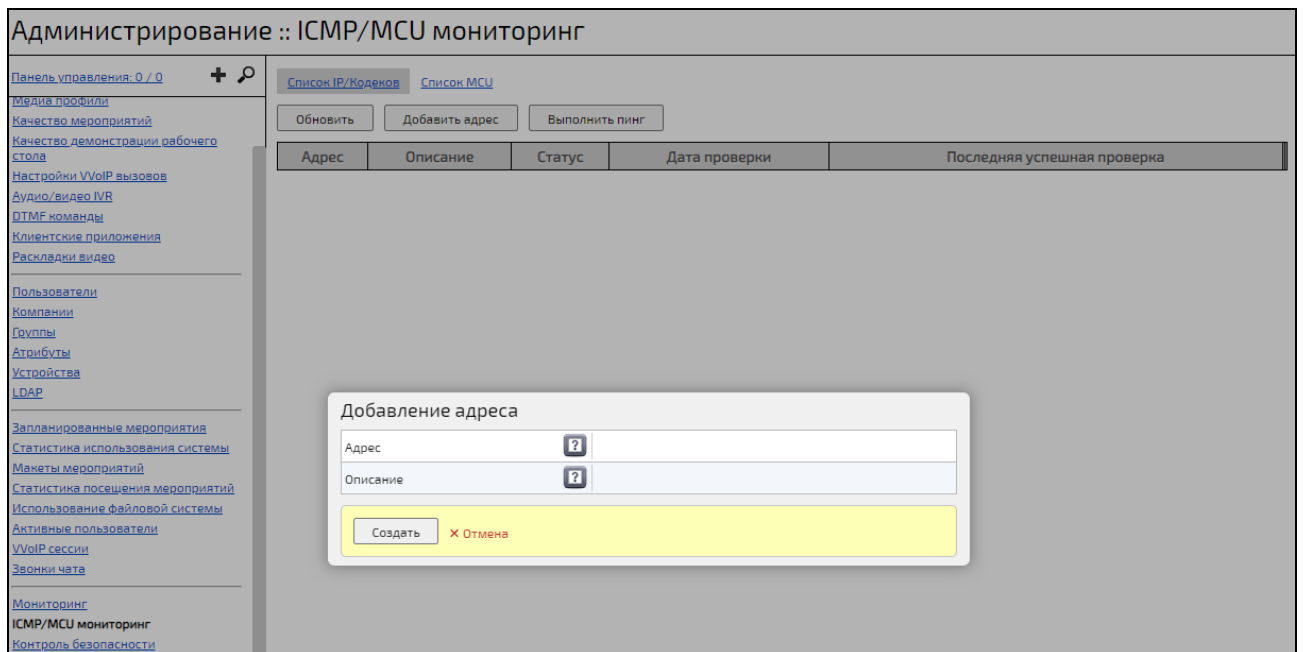 Администрирование :: ICMP/MCU мониторинг
Панель управления: 0 / 0
Медиа профили
Качество мероприятий
Качество демонстрации рабочего
стола
Настройки VVoIP вызовов
Аудио/видео IVR
DTMF команды
Клиентские приложения
Раскладки видео
Пользователи
Компании
Группы
Атрибуты
Устройства
LDAP
Запланированные мероприятия
Статистика использования системы
Макеты мероприятий
Статистика посещения мероприятий
Использование файловой системы
Активные пользователи
VVoIP сессии
Звонки чата
Мониторинг
ICMP/MCU мониторинг
Контроль безопасности
Список IP/Кодеков Список MCU
Обновить Добавить адрес Выполнить пинг
Адрес Описание Статус Дата проверки Последняя успешная проверка
Добавление адреса
Адрес ?
Описание ?
Создать × Отмена